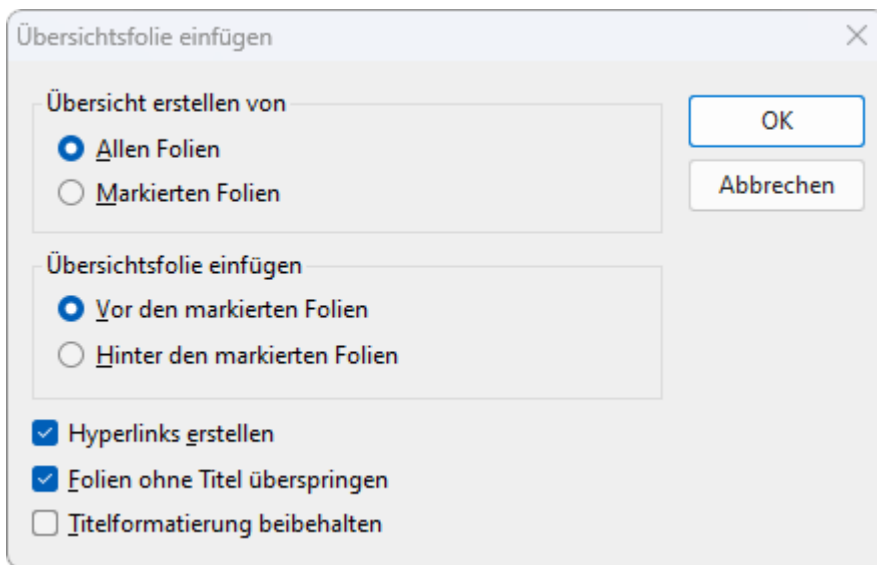 Übersichtsfolie einfügen
Übersicht erstellen von
Allen Folien
Markierten Folien
OK
Abbrechen
Übersichtsfolie einfügen
Vor den markierten Folien
Hinter den markierten Folien
Hyperlinks erstellen
Folien ohne Titel überspringen
Titelformatierung beibehalten